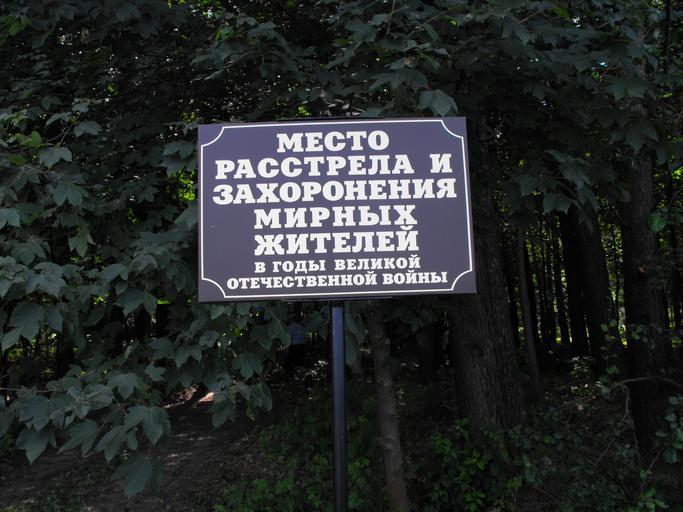 МЕСТО
РАССТРЕЛА И
ЗАХОРОНЕНИЯ
МИРНЫХ
ЖИТЕЛЕЙ
В ГОДЫ ВЕЛИКОЙ
ОТЕЧЕСТВЕННОЙ ВОЙНЫ